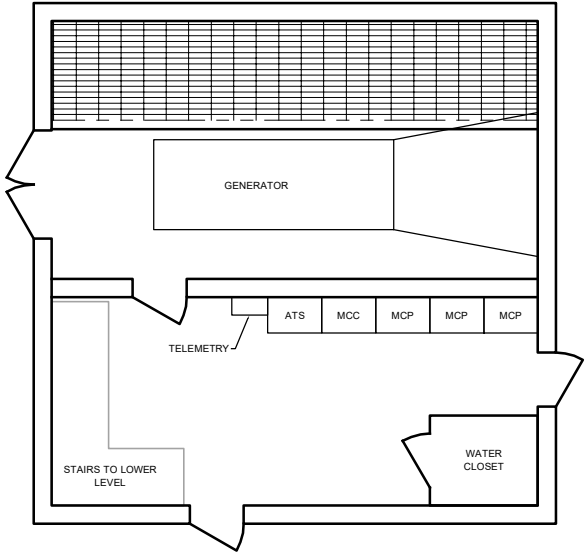 GENERATOR
ATS
MCC
MCP
MCP
MCP
TELEMETRY
WATER
CLOSET
STAIRS TO LOWER
LEVEL